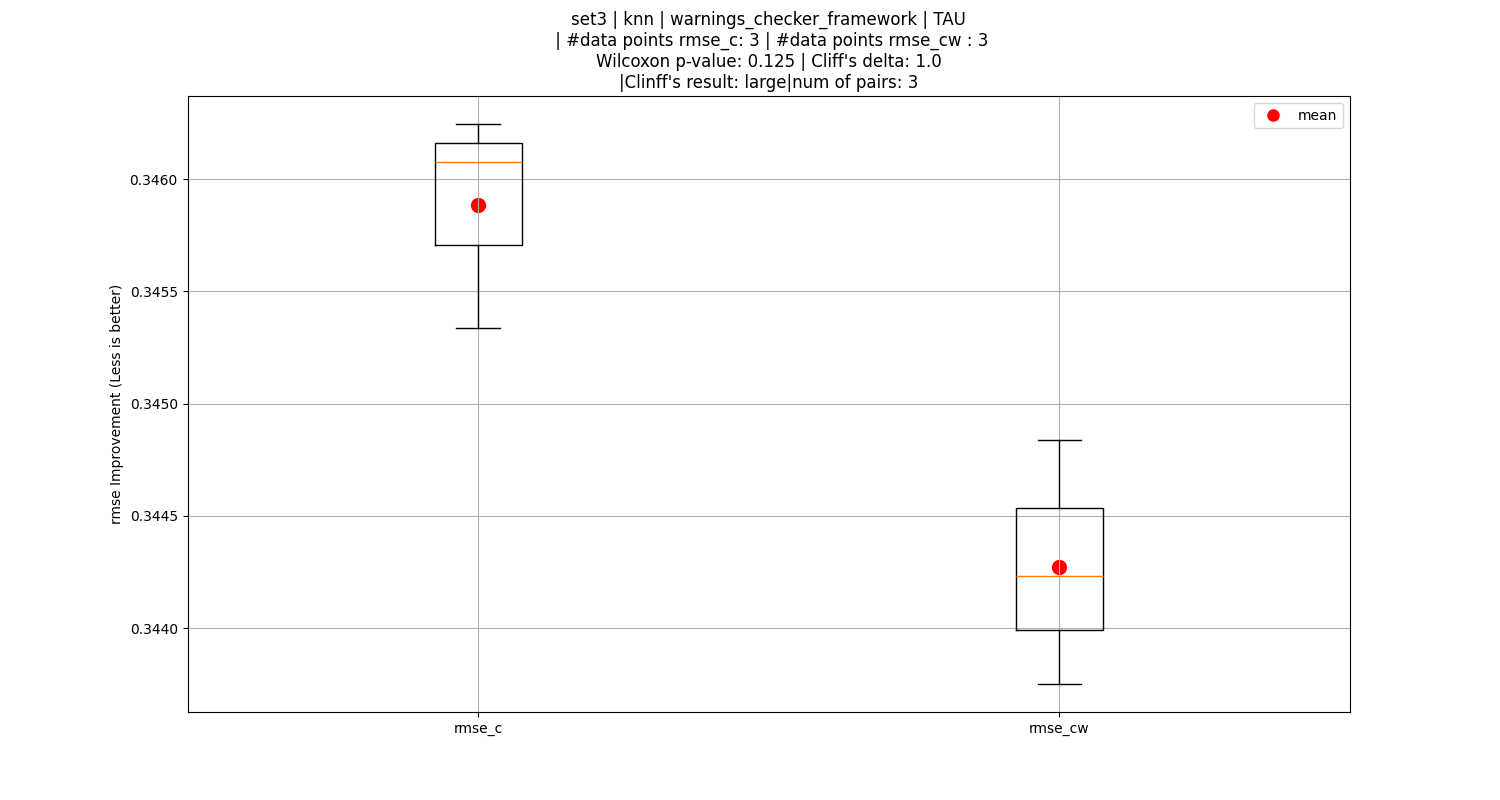 set3 | knn | warnings_checker_framework | TAU
| #data points rmse_c: 3 | #data points rmse_cw : 3
Wilcoxon p-value: 0.125 | Cliff's delta: 1.0
|Clinff's result: large|num of pairs: 3
mean
rmse Improvement (Less is better)
0.3460
0.3455
0.3450
0.3445
0.3440
rmse_c
rmse_cw